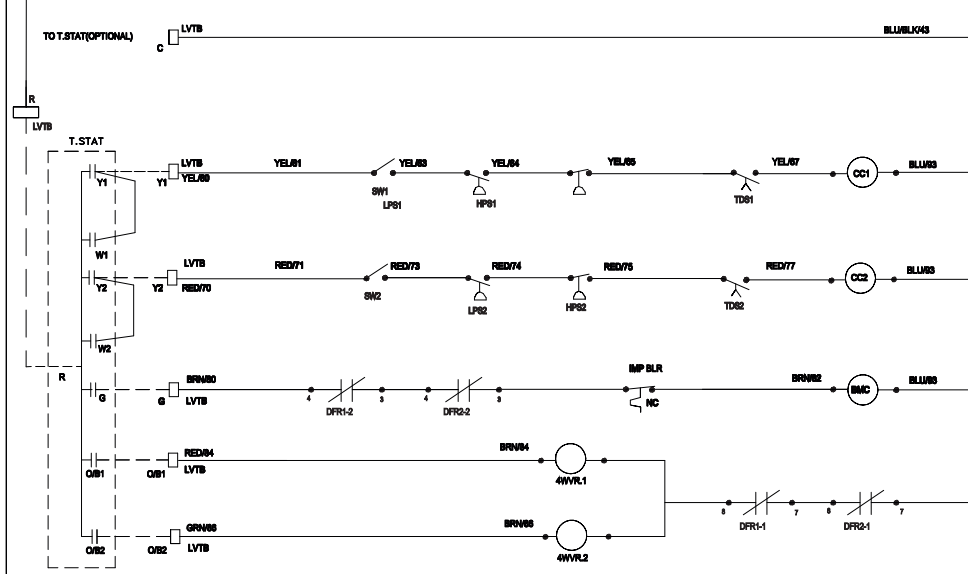 TO T.STAT(OPTIONAL)
C
LVTB
BLU/BLK/43
R
LVTB
T.STAT
Y1
Y1
LVTB
YEL/69
YEL/61
SW1
LPS1
YEL/63
HPS1
YEL/64
YEL/65
TDS1
YEL/67
CC1
BLU/93
W1
Y2
Y2
LVTB
RED/70
RED/71
SW2
RED/73
LPS2
RED/74
HPS2
RED/75
TDS2
RED/77
CC2
BLU/93
W2
R
G
G
BRN/80
LVTB
4
DFR1-2
3
4
DFR2-2
3
IMP BLR
NC
BRN/82
BMC
BLU/83
O/B1
O/B1
RED/84
LVTB
BRN/84
4WVR.1
O/B2
O/B2
GRN/86
LVTB
BRN/86
4WVR.2
8
DFR1-1
7
8
DFR2-1
7